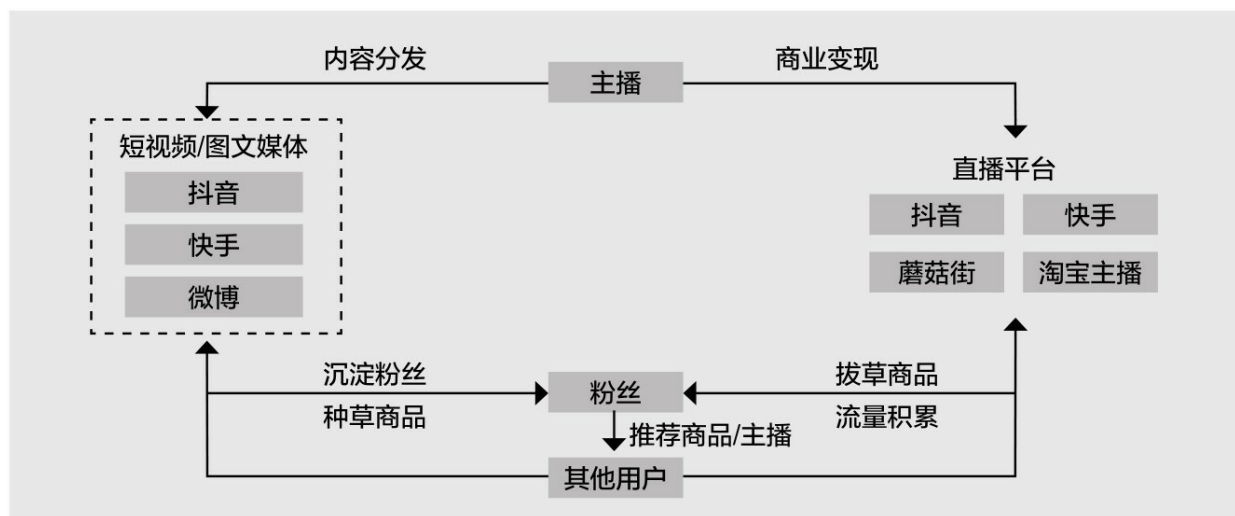 内容分发
主播
商业变现
短视频/图文媒体
抖音
快手
微博
直播平台
抖音
快手
蘑菇街
淘宝主播
沉淀粉丝
种草商品
粉丝
拔草商品
流量积累
推荐商品/主播
其他用户